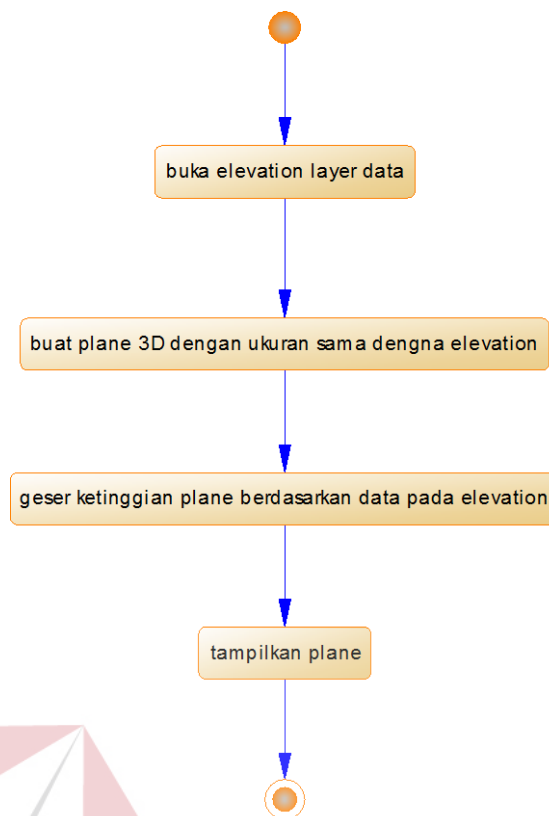 buka elevation layer data
buat plane 3D dengan ukuran sama dengna elevation
geser ketinggian plane berdasarkan data pada elevation
tampilkan plane